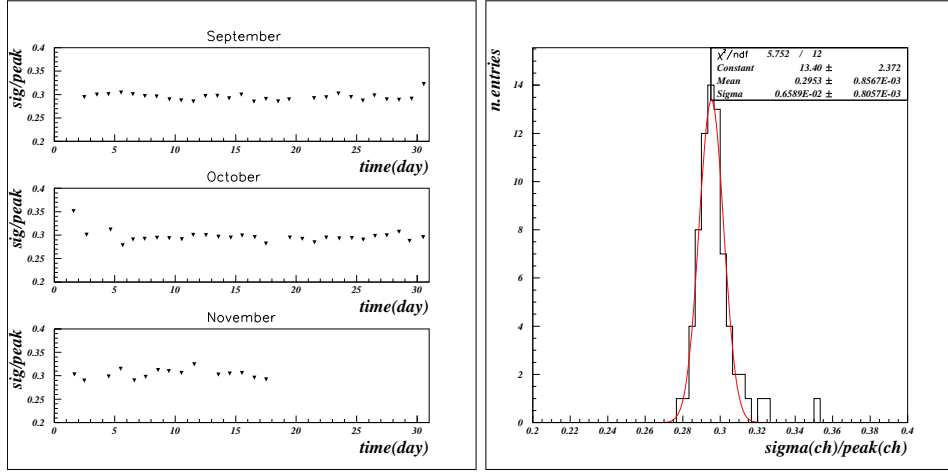 September
sig/peak
0.4
0.3
0.2
0 5 10 15 20 25 30
time(day)
October
sig/peak
0.4
0.35
0.3
0.25
0.2
0 5 10 15 20 25 30
time(day)
November
sig/peak
0.4
0.35
0.3
0.25
0.2
0 5 10 15 20 25 30
time(day)
n.entries
14
12
10
8
6
4
2
0
0.2 0.22 0.24 0.26 0.28 0.3 0.32 0.34 0.36 0.38 0.4
sigma(ch)/peak(ch)
χ²/ndf 5.752 / 12
Constant 13.40 ± 2.372
Mean 0.2953 ± 0.8567E-03
Sigma 0.6589E-02 ± 0.8057E-03